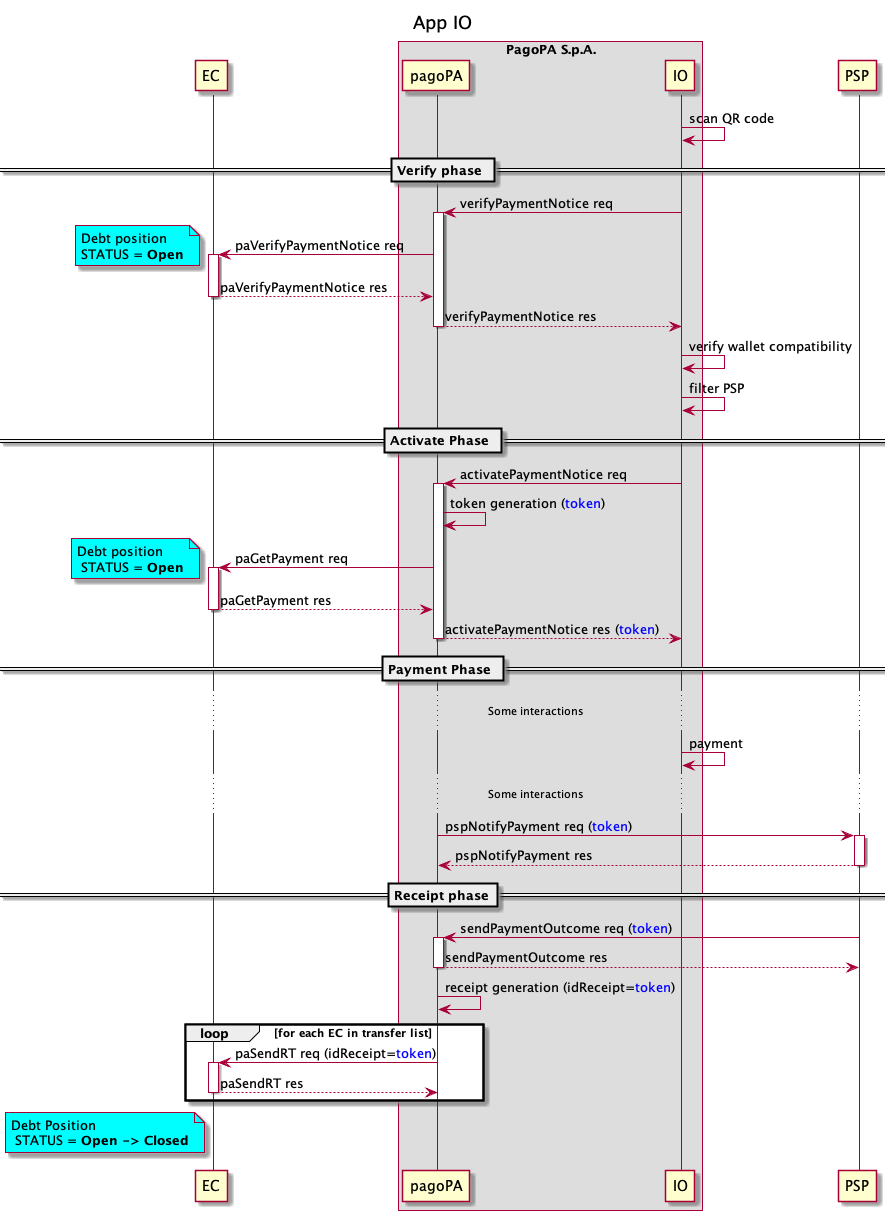 App IO
PagoPA S.p.A.
EC
pagoPA
IO
PSP
scan QR code
Verify phase
verifyPaymentNotice req
Debt position
STATUS = Open
paVerifyPaymentNotice req
paVerifyPaymentNotice res
verifyPaymentNotice res
verify wallet compatibility
filter PSP
Activate Phase
activatePaymentNotice req
token generation (token)
Debt position
STATUS = Open
paGetPayment req
paGetPayment res
activatePaymentNotice res (token)
Payment Phase
Some interactions
payment
Some interactions
pspNotifyPayment req (token)
pspNotifyPayment res
Receipt phase
sendPaymentOutcome req (token)
sendPaymentOutcome res
receipt generation (idReceipt=token)
loop [for each EC in transfer list]
paSendRT req (idReceipt=token)
paSendRT res
Debt Position
STATUS = Open -> Closed
EC
pagoPA
IO
PSP